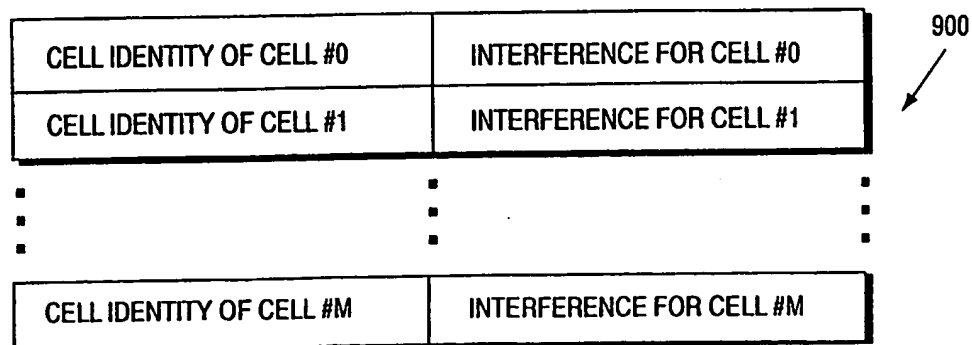 900
CELL IDENTITY OF CELL #0 INTERFERENCE FOR CELL #0
CELL IDENTITY OF CELL #1 INTERFERENCE FOR CELL #1
CELL IDENTITY OF CELL #M INTERFERENCE FOR CELL #M